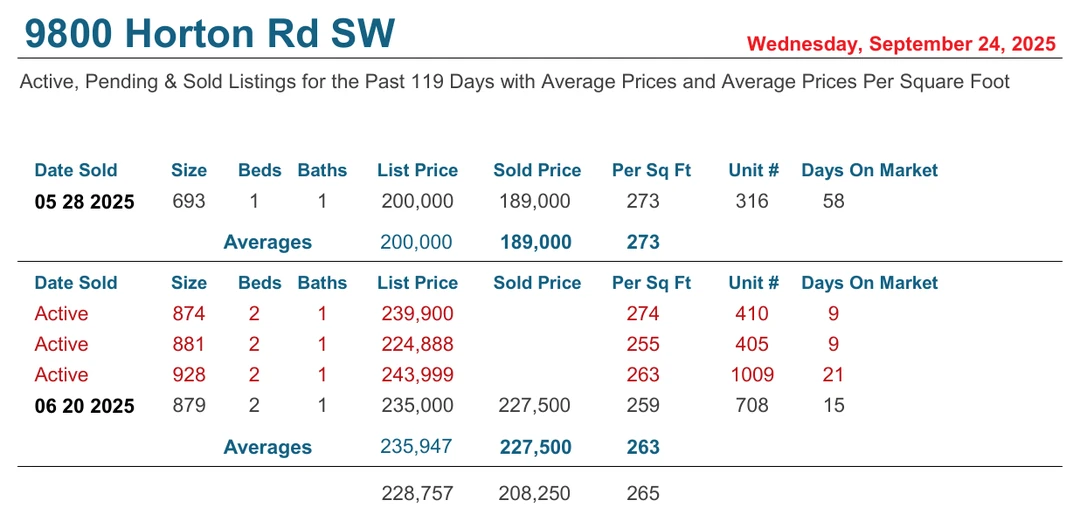 9800 Horton Rd SW
Wednesday, September 24, 2025
Active, Pending & Sold Listings for the Past 119 Days with Average Prices and Average Prices Per Square Foot
Date Sold Size Beds Baths List Price Sold Price Per Sq Ft Unit # Days On Market
05 28 2025 693 1 1 200,000 189,000 273 316 58
Averages 200,000 189,000 273
Date Sold Size Beds Baths List Price Sold Price Per Sq Ft Unit # Days On Market
Active 874 2 1 239,900 274 410 9
Active 881 2 1 224,888 255 405 9
Active 928 2 1 243,999 263 1009 21
06 20 2025 879 2 1 235,000 227,500 259 708 15
Averages 235,947 227,500 263
228,757 208,250 265